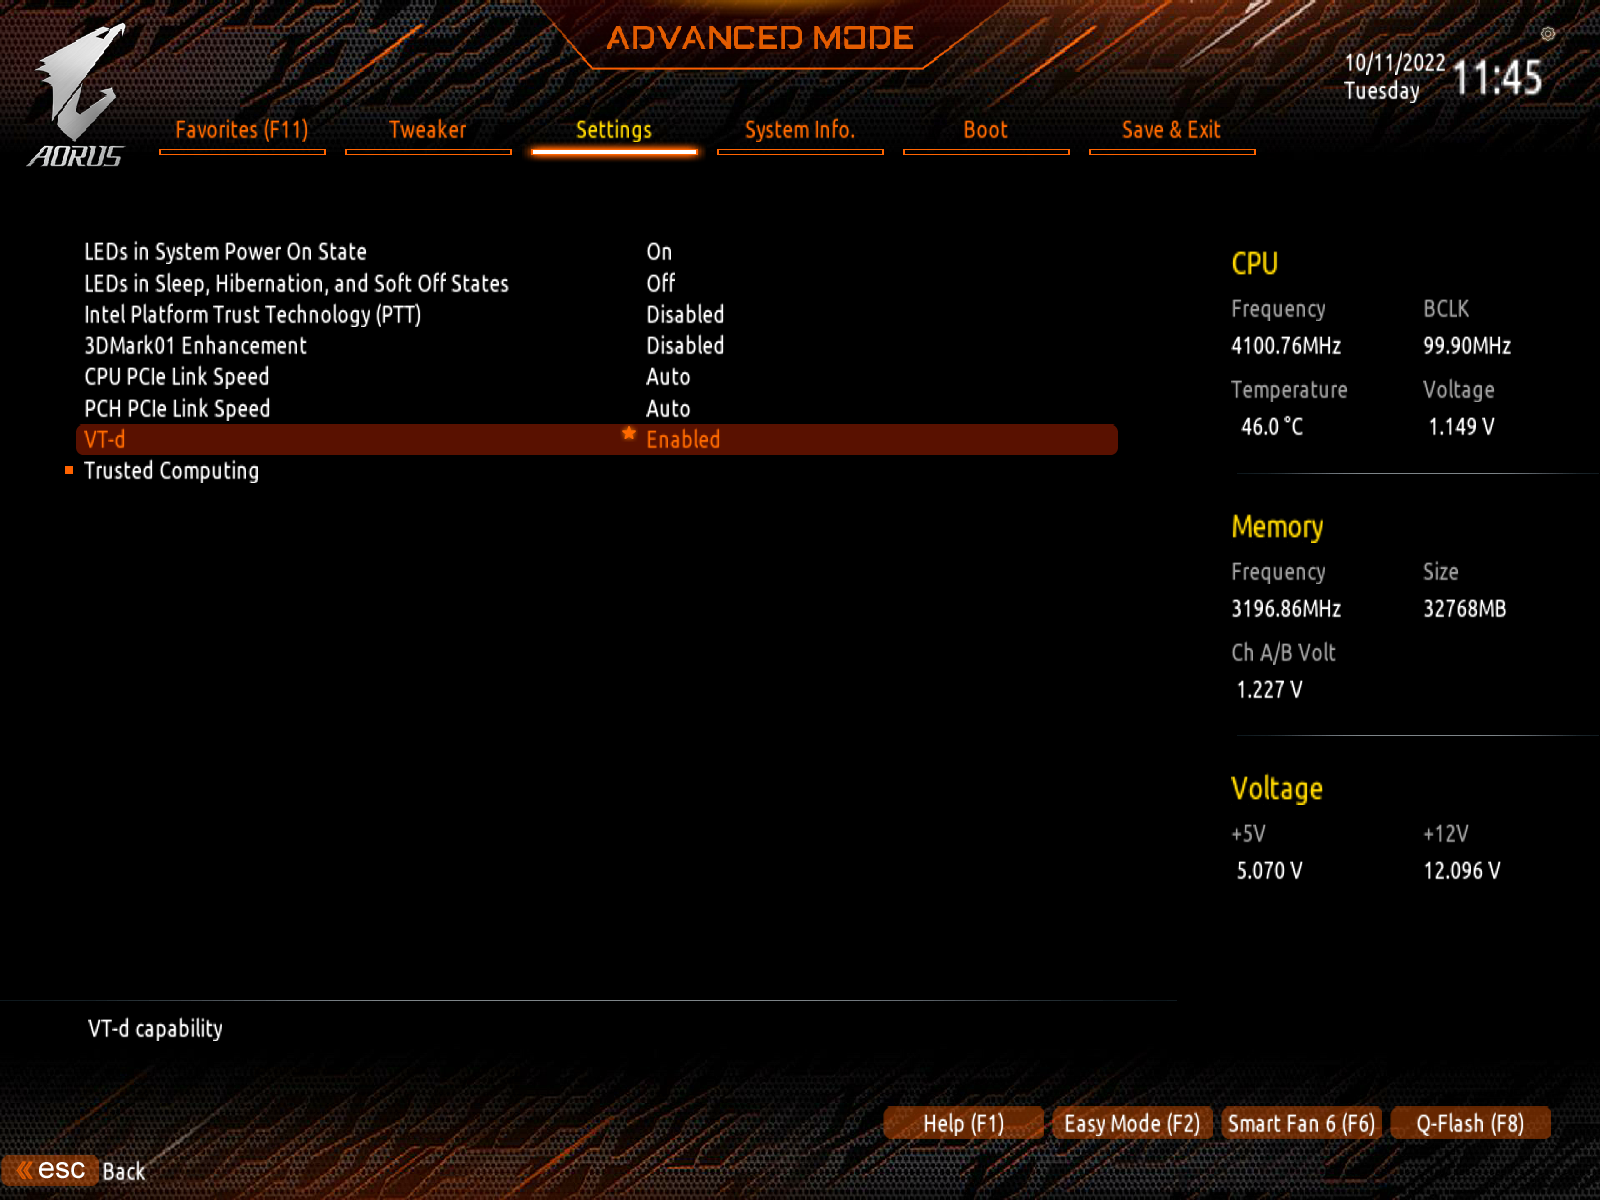 ADVANCED MODE
10/11/2022 11:45
Tuesday
AORUS
Favorites (F11) Tweaker Settings System Info. Boot Save & Exit
LEDs in System Power On State On
LEDs in Sleep, Hibernation, and Soft Off States Off
Intel Platform Trust Technology (PTT) Disabled
3DMark01 Enhancement Disabled
CPU PCIe Link Speed Auto
PCH PCIe Link Speed Auto
VT-d Enabled
Trusted Computing
CPU
Frequency BCLK
4100.76MHz 99.90MHz
Temperature Voltage
46.0 °C 1.149 V
Memory
Frequency Size
3196.86MHz 32768MB
Ch A/B Volt
1.227 V
Voltage
+5V +12V
5.070 V 12.096 V
VT-d capability
Help (F1) Easy Mode (F2) Smart Fan 6 (F6) Q-Flash (F8)
esc Back